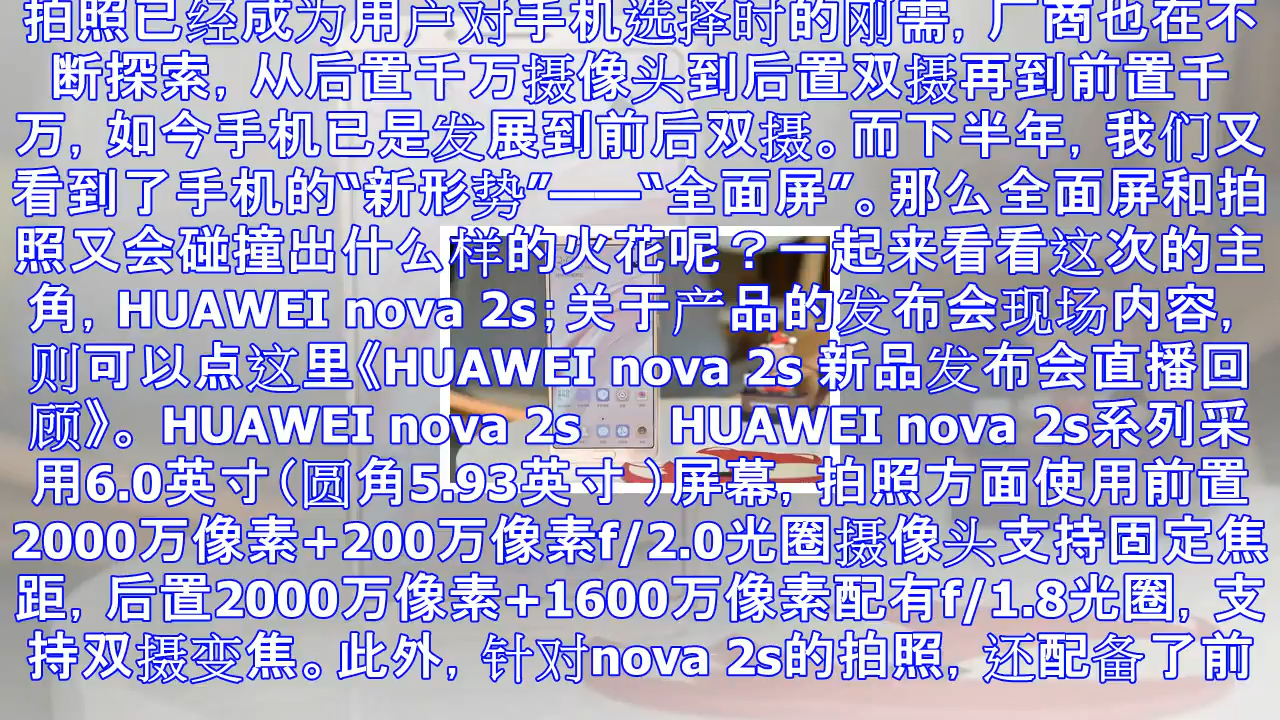 拍照已经成为用户对手机选择时的刚需，厂商也在不
断探索，从后置千万摄像头到后置双摄再到前置千
万，如今手机已是发展到前后双摄。而下半年，我们又
看到了手机的“新形势”——“全面屏”。那么全面屏和拍
照又会碰撞出什么样的火花呢？一起来看看这次的主
角，HUAWEI nova 2s；关于产品的发布会现场内容，
则可以点这里《HUAWEI nova 2s 新品发布会直播回
顾》。HUAWEI nova 2s HUAWEI nova 2s系列采
用6.0英寸（圆角5.93英寸 ）屏幕，拍照方面使用前置
2000万像素+200万像素f/2.0光圈摄像头支持固定焦
距，后置2000万像素+1600万像素配有f/1.8光圈，支
持双摄变焦。此外，针对nova 2s的拍照，还配备了前